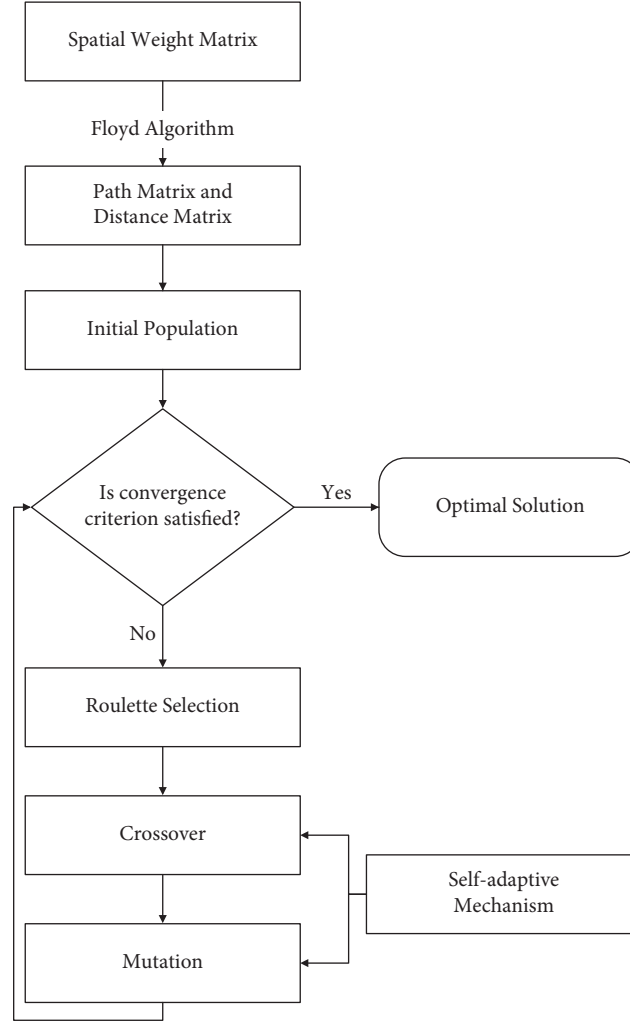 Spatial Weight Matrix
Floyd Algorithm
Path Matrix and
Distance Matrix
Initial Population
Is convergence
criterion satisfied?
Yes
Optimal Solution
No
Roulette Selection
Crossover
Self-adaptive
Mechanism
Mutation